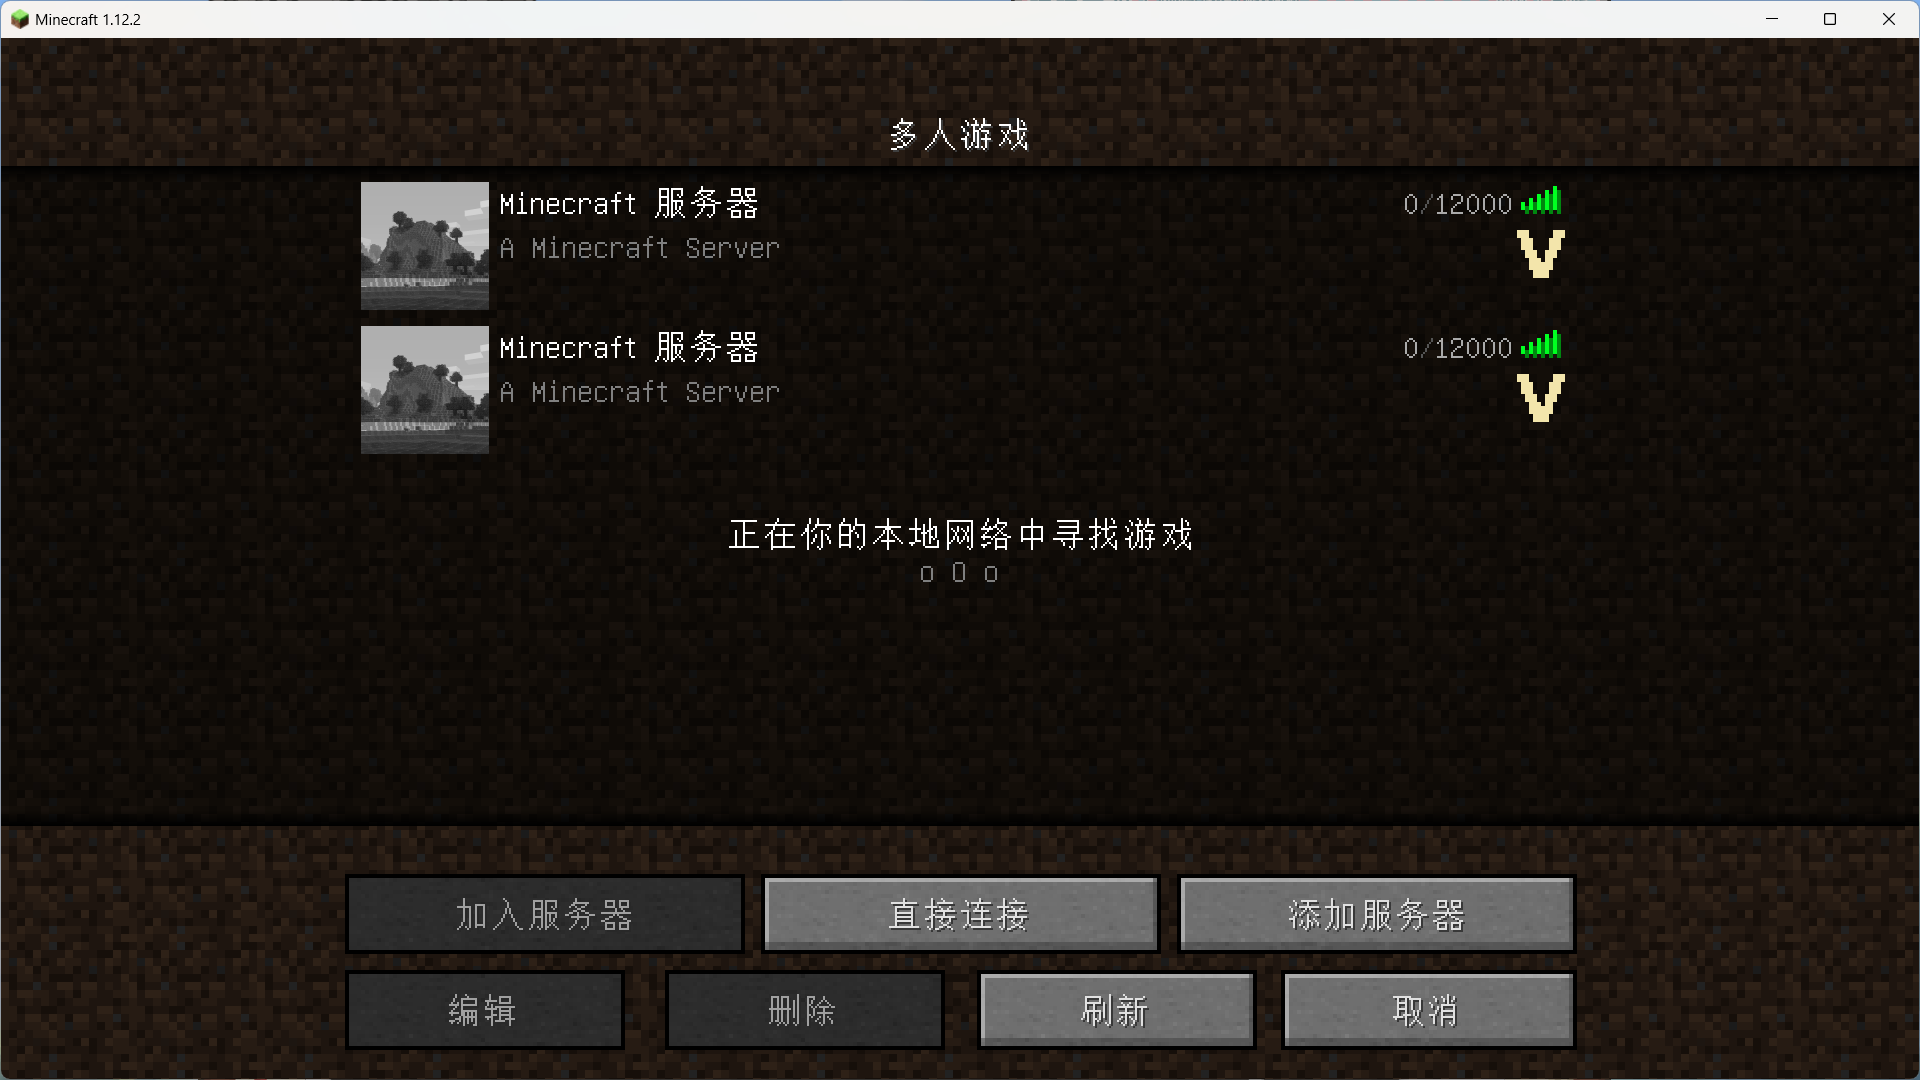 Minecraft 1.12.2
多人游戏
Minecraft 服务器
0/12000
A Minecraft Server
V
Minecraft 服务器
0/12000
A Minecraft Server
V
正在你的本地网络中寻找游戏
o O o
加入服务器
直接连接
添加服务器
编辑
删除
刷新
取消